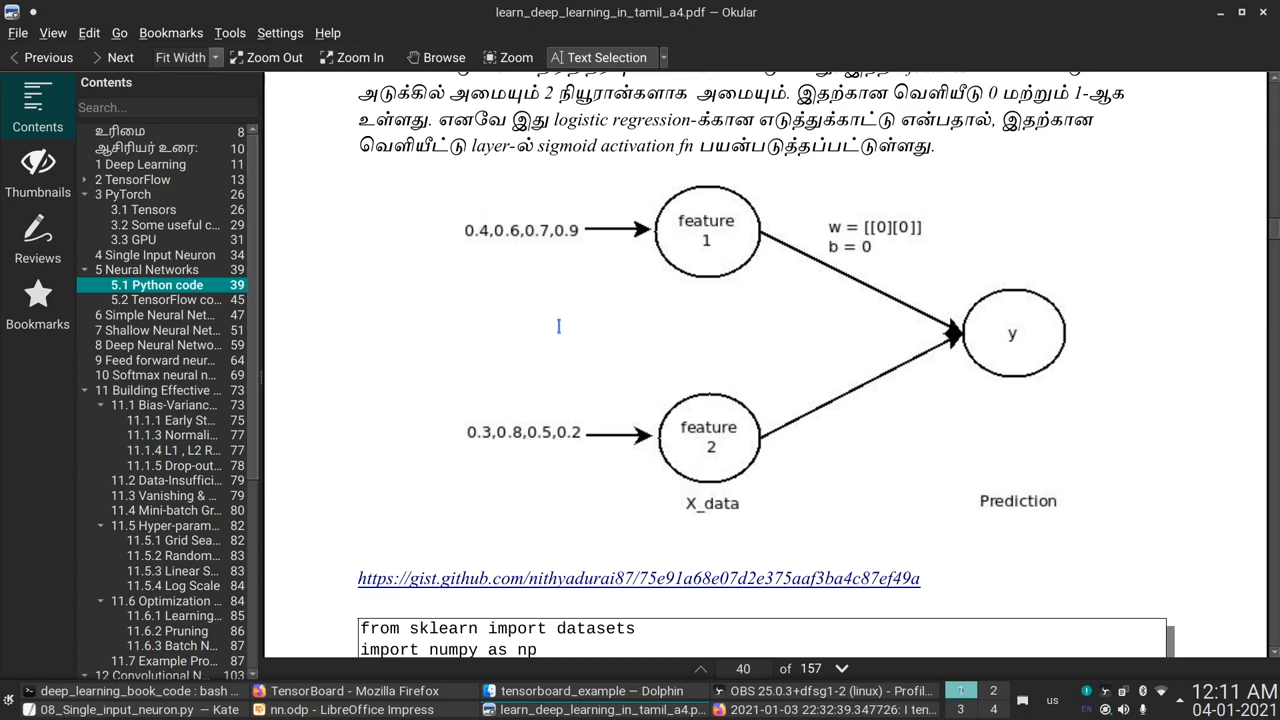 learn_deep_learning_in_tamil_a4.pdf — Okular
File View Edit Go Bookmarks Tools Settings Help
Previous Next Fit Width Zoom Out Zoom In Browse Zoom Text Selection
Contents
Thumbnails
Reviews
Bookmarks
Contents
Search...
உரிமை 8
ஆசிரியர் உரை: 10
1 Deep Learning 11
2 TensorFlow 13
3 PyTorch 26
3.1 Tensors 26
3.2 Some useful c... 29
3.3 GPU 31
4 Single Input Neuron 34
5 Neural Networks 39
5.1 Python code 39
5.2 TensorFlow co... 45
6 Simple Neural Net... 47
7 Shallow Neural Net... 51
8 Deep Neural Netwo... 59
9 Feed forward neur... 64
10 Softmax neural n... 69
11 Building Effective ... 73
11.1 Bias-Varianc... 73
11.1.1 Early St... 75
11.1.3 Normali... 77
11.1.4 L1 , L2 R... 77
11.1.5 Drop-out... 78
11.2 Data-Insuffici... 79
11.3 Vanishing & ... 79
11.4 Mini-batch Gr... 80
11.5 Hyper-param... 82
11.5.1 Grid Sea... 82
11.5.2 Random... 83
11.5.3 Linear S... 83
11.5.4 Log Scale 84
11.6 Optimization ... 84
11.6.1 Learning... 85
11.6.2 Pruning 86
11.6.3 Batch N... 87
11.7 Example Pro... 87
12 Convolutional N... 103
அடுக்கில் அமையும் 2 நியூரான்களாக அமையும். இதற்கான வெளியீடு 0 மற்றும் 1-ஆக
உள்ளது. எனவே இது logistic regression-க்கான எடுத்துக்காட்டு என்பதால், இதற்கான
வெளியீட்டு layer-ல் sigmoid activation fn பயன்படுத்தப்பட்டுள்ளது.
0.4,0.6,0.7,0.9
feature
1
w = [[0][0]]
b = 0
y
0.3,0.8,0.5,0.2
feature
2
X_data
Prediction
https://gist.github.com/nithyadurai87/75e91a68e07d2e375aaf3ba4c87ef49a
from sklearn import datasets
import numpy as np
40 of 157
deep_learning_book_code : bash ... TensorBoard - Mozilla Firefox tensorboard_example — Dolphin OBS 25.0.3+dfsg1-2 (linux) - Profil... 1 2
08_Single_input_neuron.py — Kate nn.odp — LibreOffice Impress learn_deep_learning_in_tamil_a4.p... 2021-01-03 22:32:39.347726: I ten... 3 4
us
EN
12:11 AM
04-01-2021